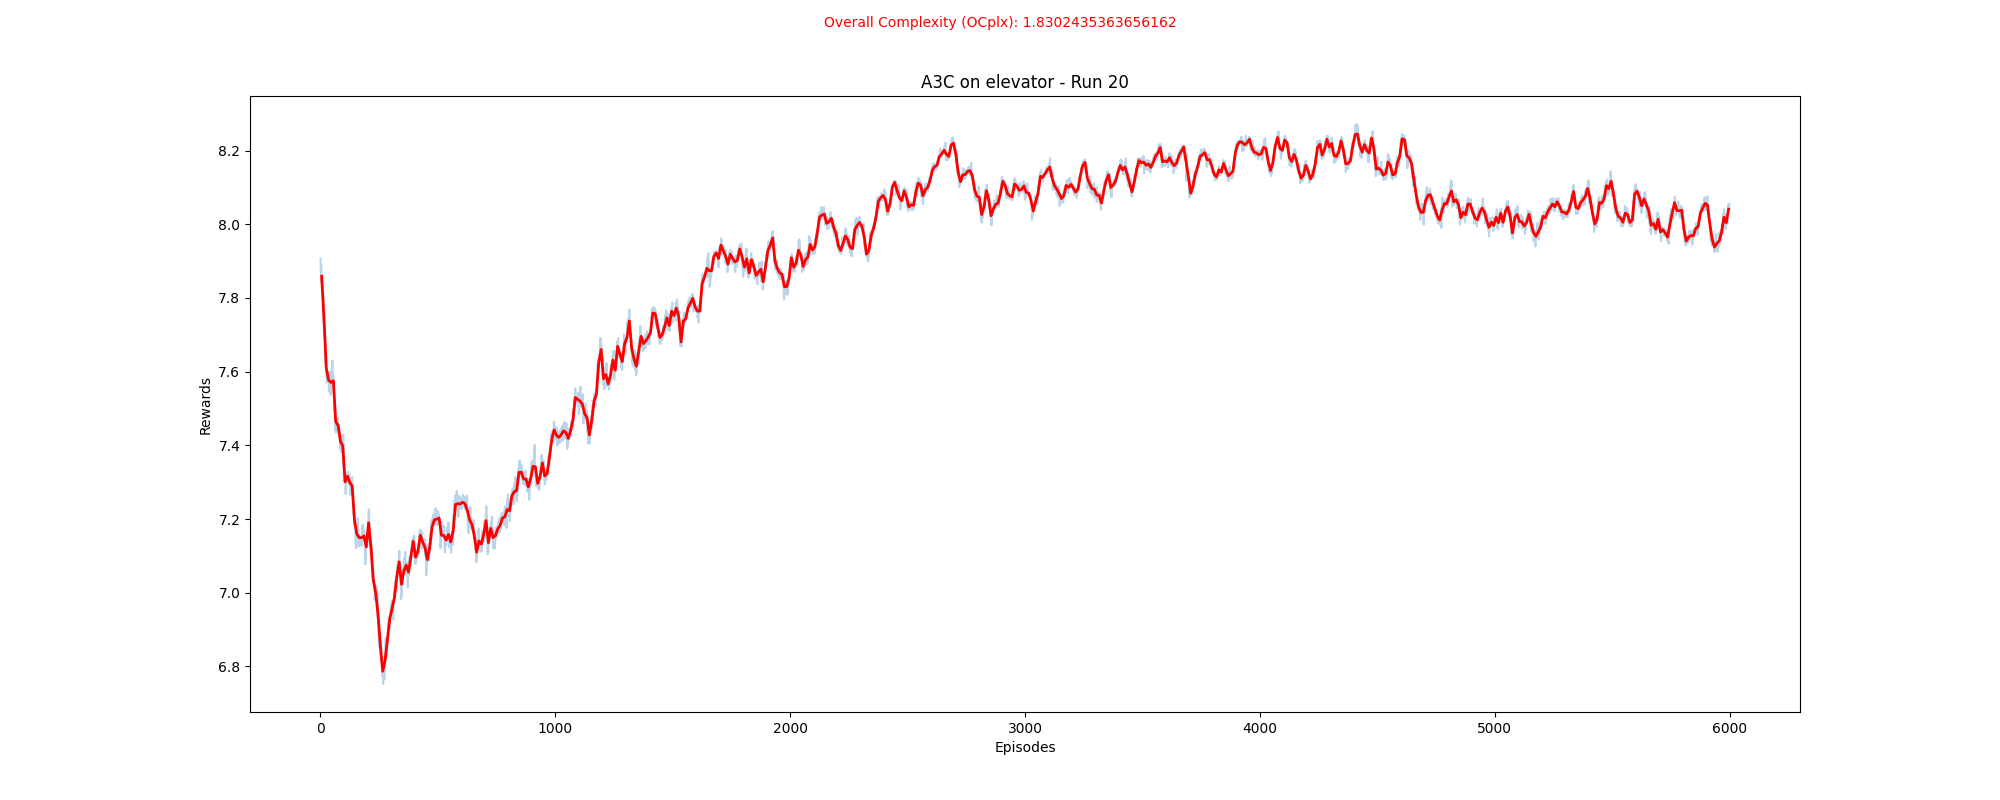 Overall Complexity (OCplx): 1.8302435363656162
A3C on elevator - Run 20
8.2
8.0
7.8
7.6
7.4
7.2
7.0
6.8
Rewards
0 1000 2000 3000 4000 5000 6000
Episodes